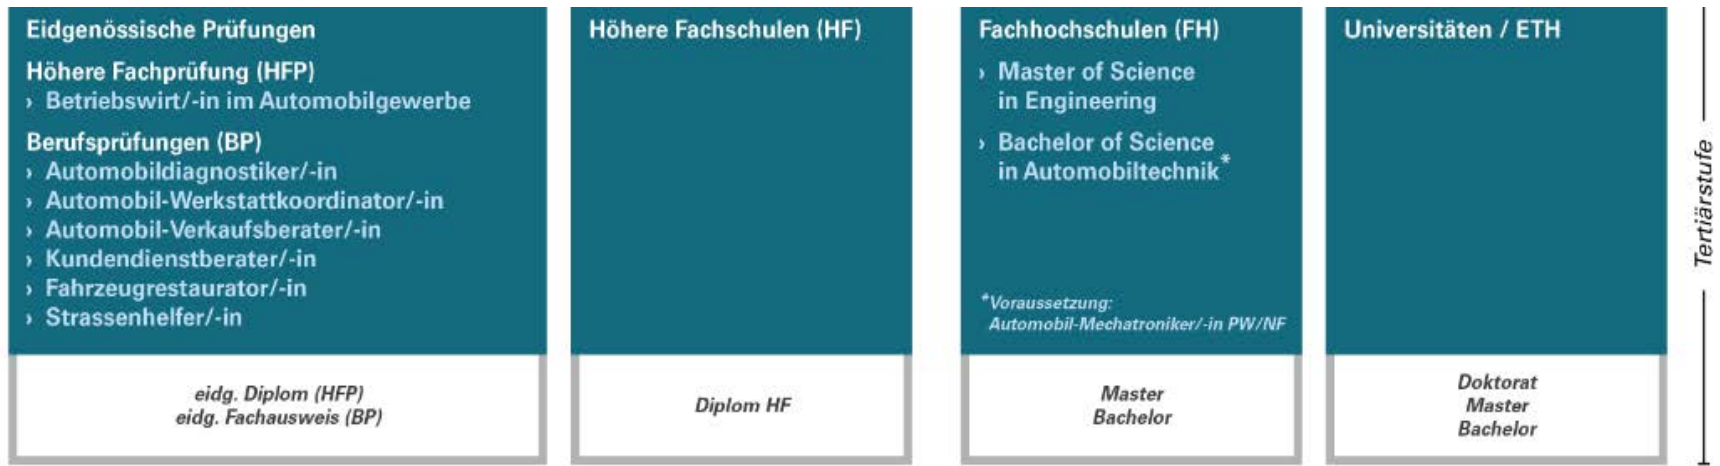 Eidgenössische Prüfungen
Höhere Fachprüfung (HFP)
› Betriebswirt/-in im Automobilgewerbe
Berufsprüfungen (BP)
› Automobildiagnostiker/-in
› Automobil-Werkstattkoordinator/-in
› Automobil-Verkaufsberater/-in
› Kundendienstberater/-in
› Fahrzeugrestaurator/-in
› Strassenhelfer/-in
eidg. Diplom (HFP)
eidg. Fachausweis (BP)
Höhere Fachschulen (HF)
Diplom HF
Fachhochschulen (FH)
› Master of Science
in Engineering
› Bachelor of Science
in Automobiltechnik*
*Voraussetzung:
Automobil-Mechatroniker/-in PW/NF
Master
Bachelor
Universitäten / ETH
Doktorat
Master
Bachelor
Tertiärstufe